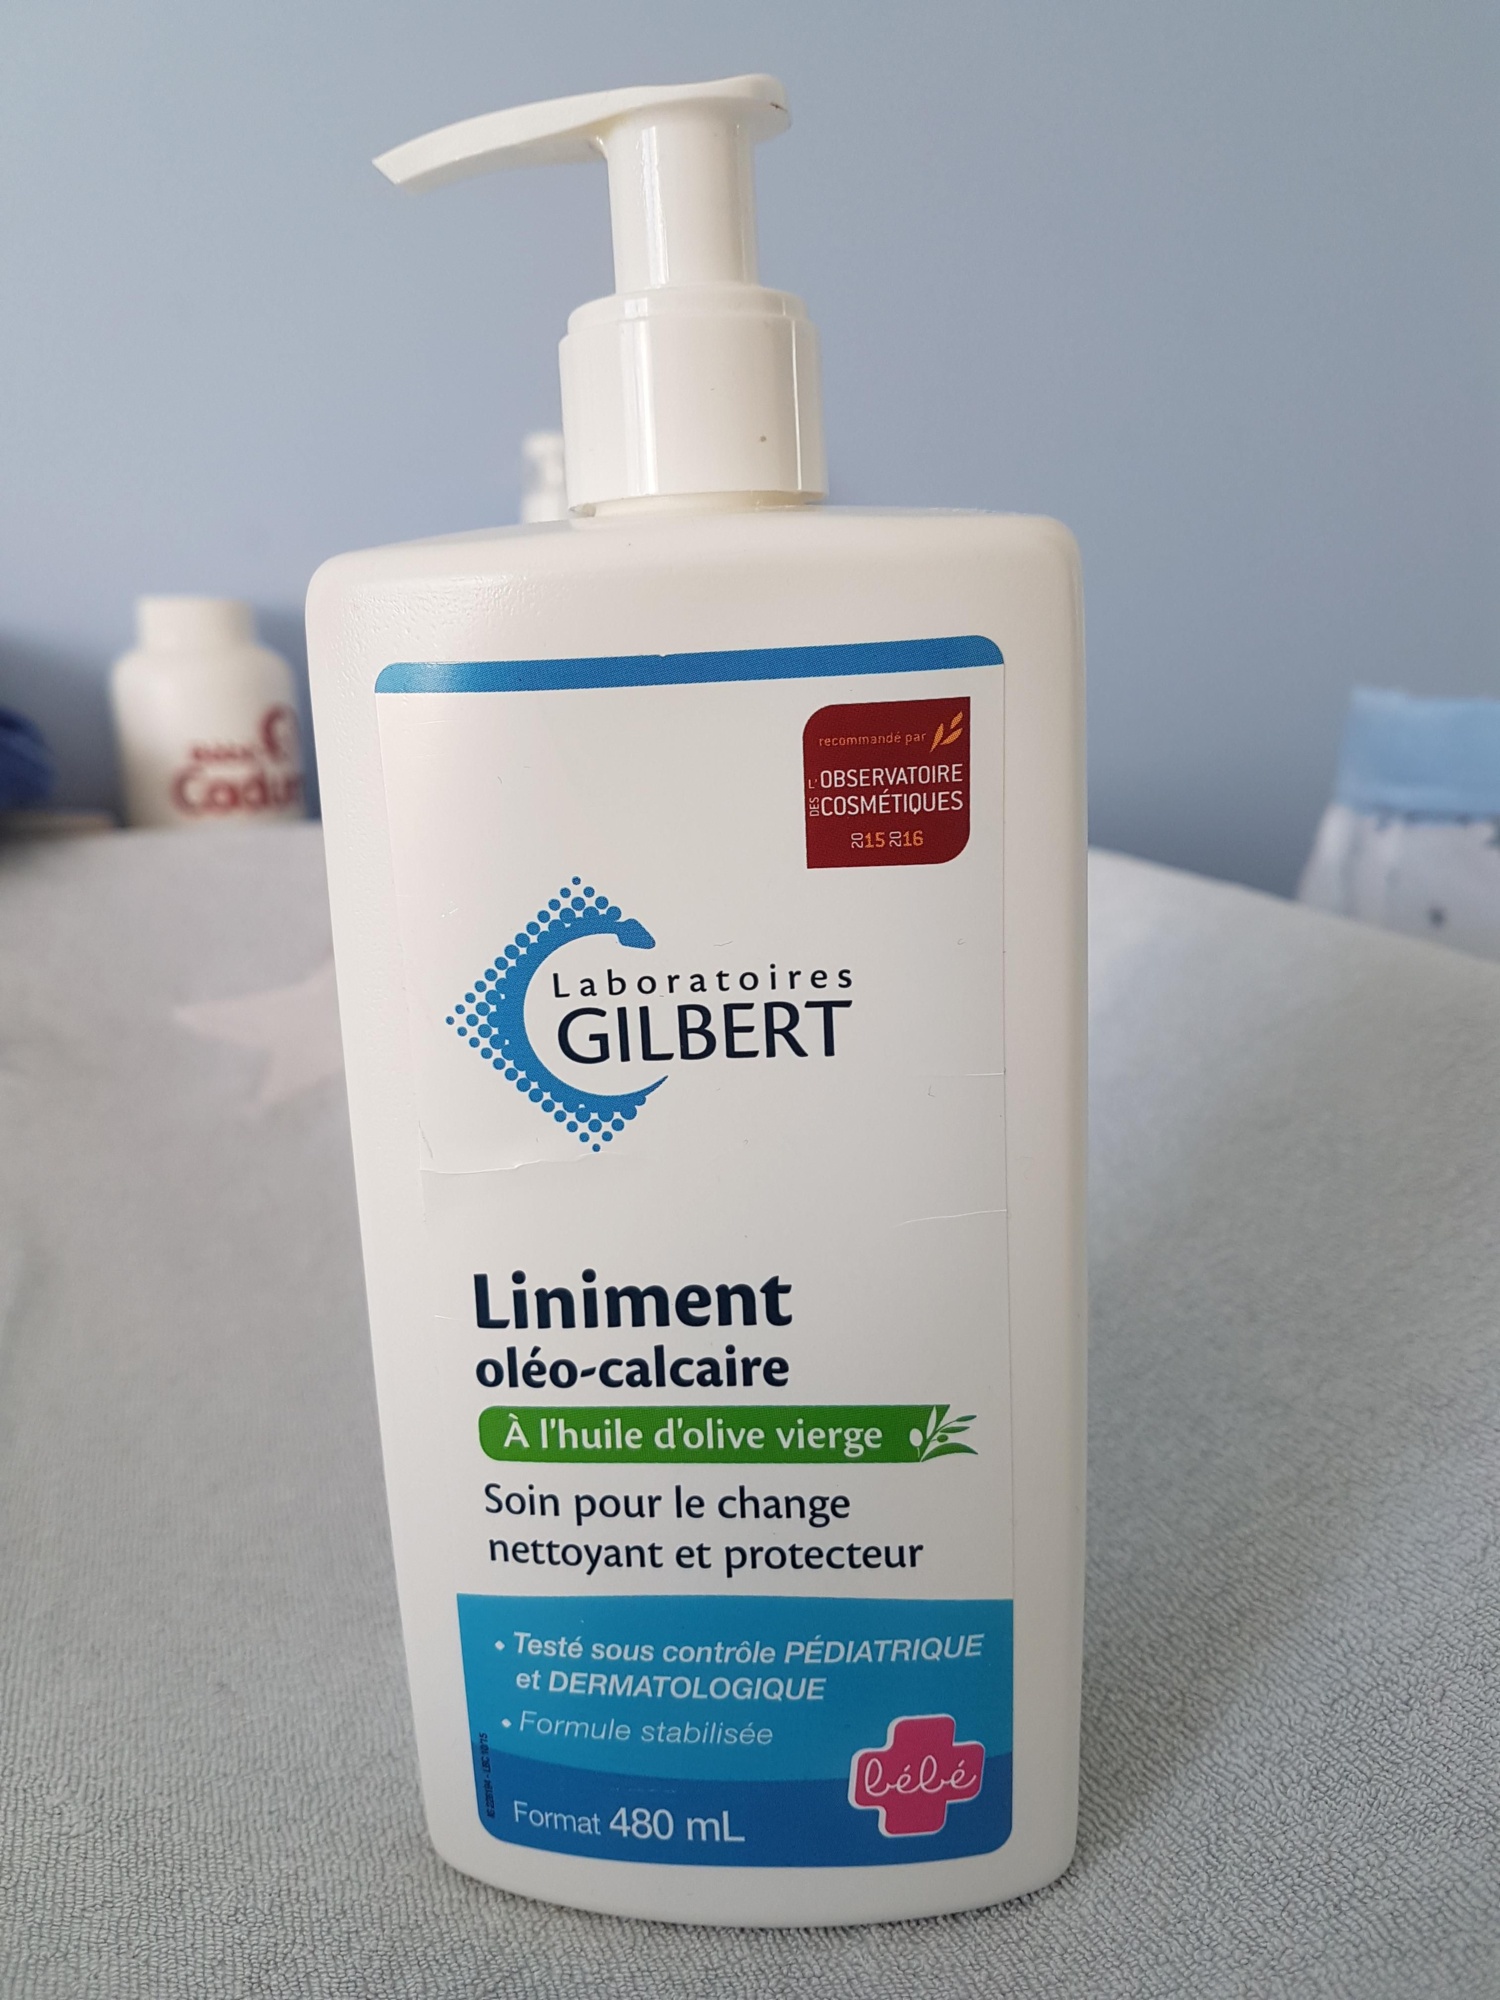 recommandé par
L'OBSERVATOIRE
DES COSMÉTIQUES
2015 2016
Laboratoires
GILBERT
Liniment
oléo-calcaire
À l'huile d'olive vierge
Soin pour le change
nettoyant et protecteur
• Testé sous contrôle PÉDIATRIQUE
et DERMATOLOGIQUE
• Formule stabilisée
bébé
Format 480 mL